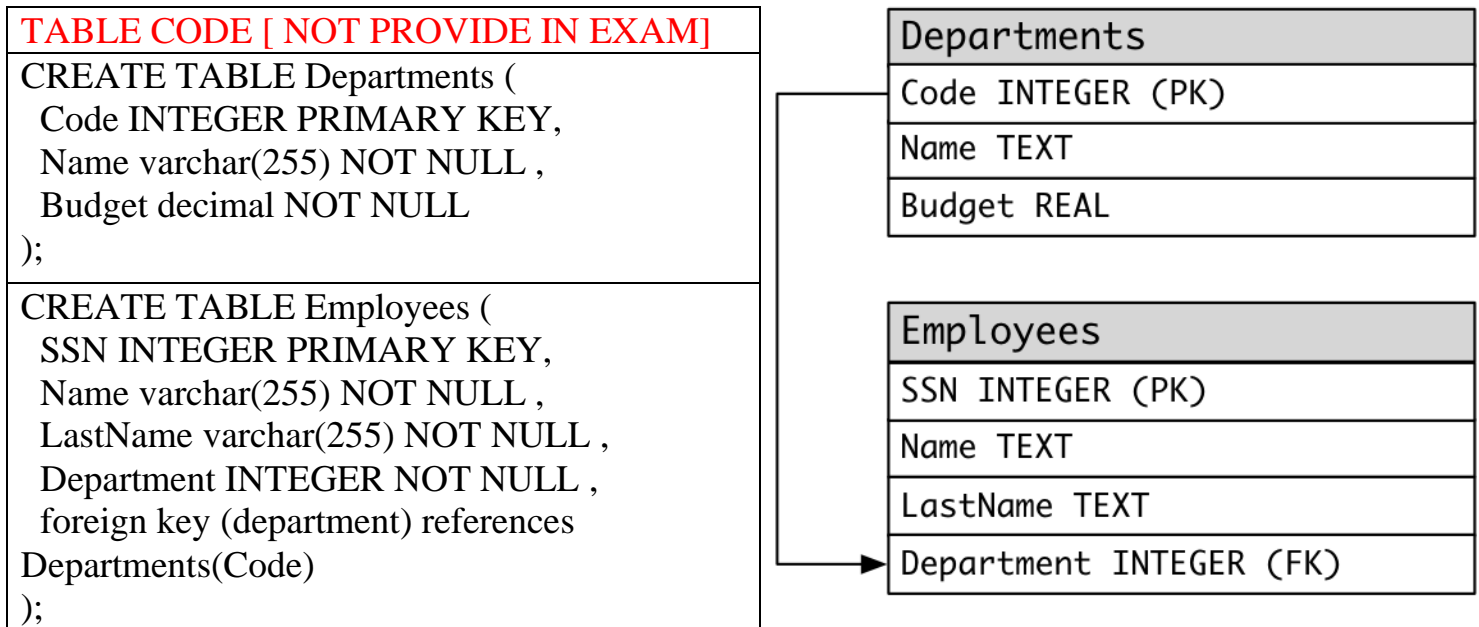 TABLE CODE [ NOT PROVIDE IN EXAM]
CREATE TABLE Departments (
Code INTEGER PRIMARY KEY,
Name varchar(255) NOT NULL ,
Budget decimal NOT NULL
);
CREATE TABLE Employees (
SSN INTEGER PRIMARY KEY,
Name varchar(255) NOT NULL ,
LastName varchar(255) NOT NULL ,
Department INTEGER NOT NULL ,
foreign key (department) references
Departments(Code)
);
Departments
Code INTEGER (PK)
Name TEXT
Budget REAL
Employees
SSN INTEGER (PK)
Name TEXT
LastName TEXT
Department INTEGER (FK)